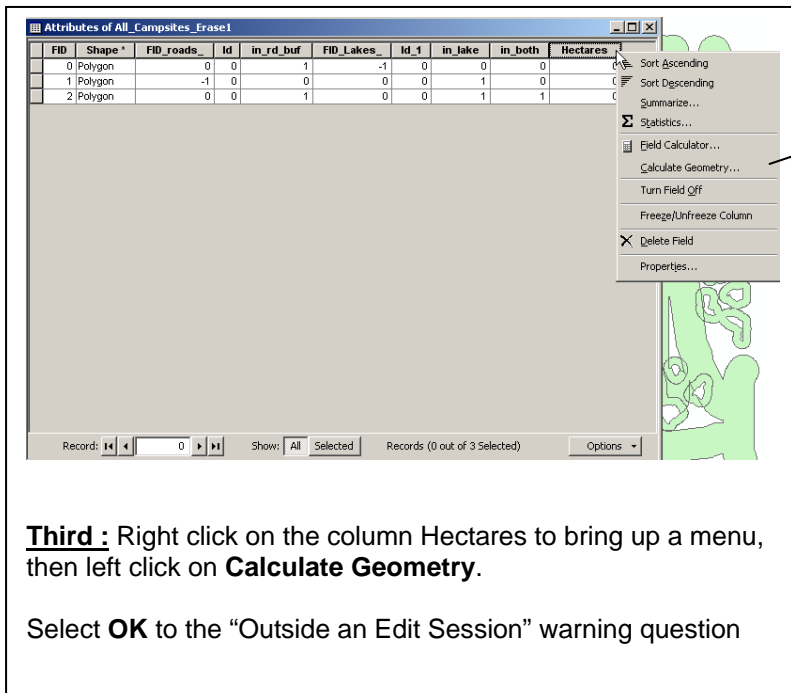 Attributes of All_Campsites_Erase1
FID Shape * FID_roads_ Id in_rd_buf FID_Lakes_ Id_1 in_lake in_both Hectares
0 Polygon 0 0 1 -1 0 0 0 0
1 Polygon -1 0 0 0 0 1 0 0
2 Polygon 0 0 1 0 0 1 1 0
Sort Ascending
Sort Descending
Summarize...
Σ Statistics...
Field Calculator...
Calculate Geometry...
Turn Field Off
Freeze/Unfreeze Column
Delete Field
Properties...
Record: 0 Show: All Selected Records (0 out of 3 Selected) Options
Third : Right click on the column Hectares to bring up a menu,
then left click on Calculate Geometry.
Select OK to the “Outside an Edit Session” warning question